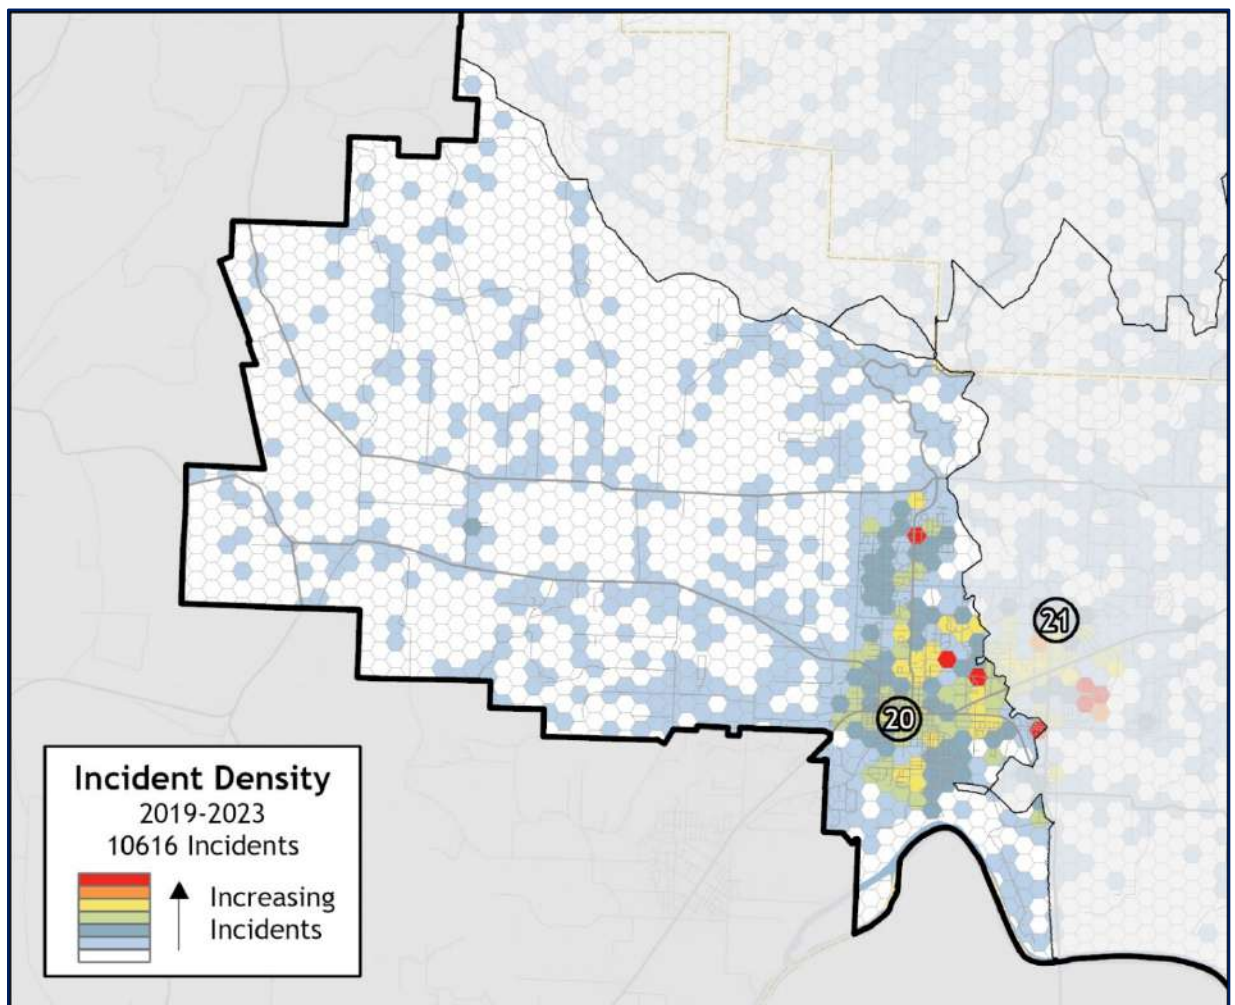 21
20
Incident Density
2019-2023
10616 Incidents
Increasing
Incidents